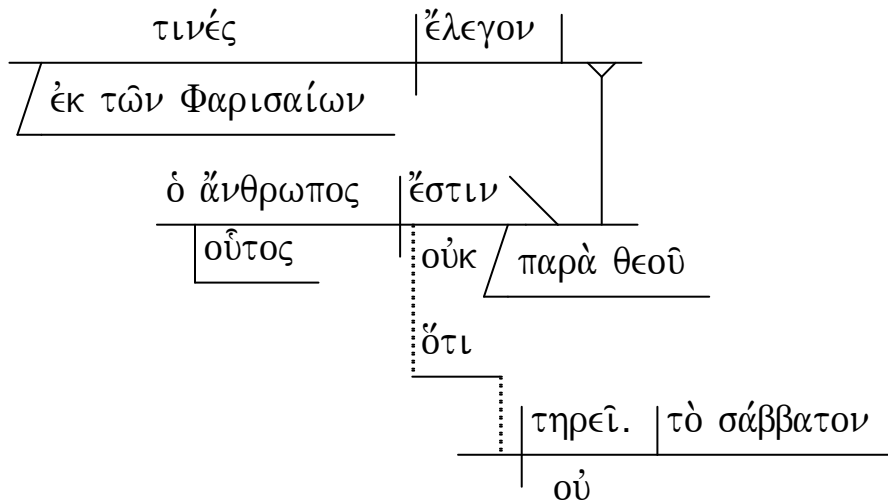 τινές ἔλεγον
ἐκ τῶν Φαρισαίων
ὁ ἄνθρωπος ἔστιν
οὗτος οὐκ παρὰ θεοῦ
ὅτι
τηρεῖ. τὸ σάββατον
οὐ